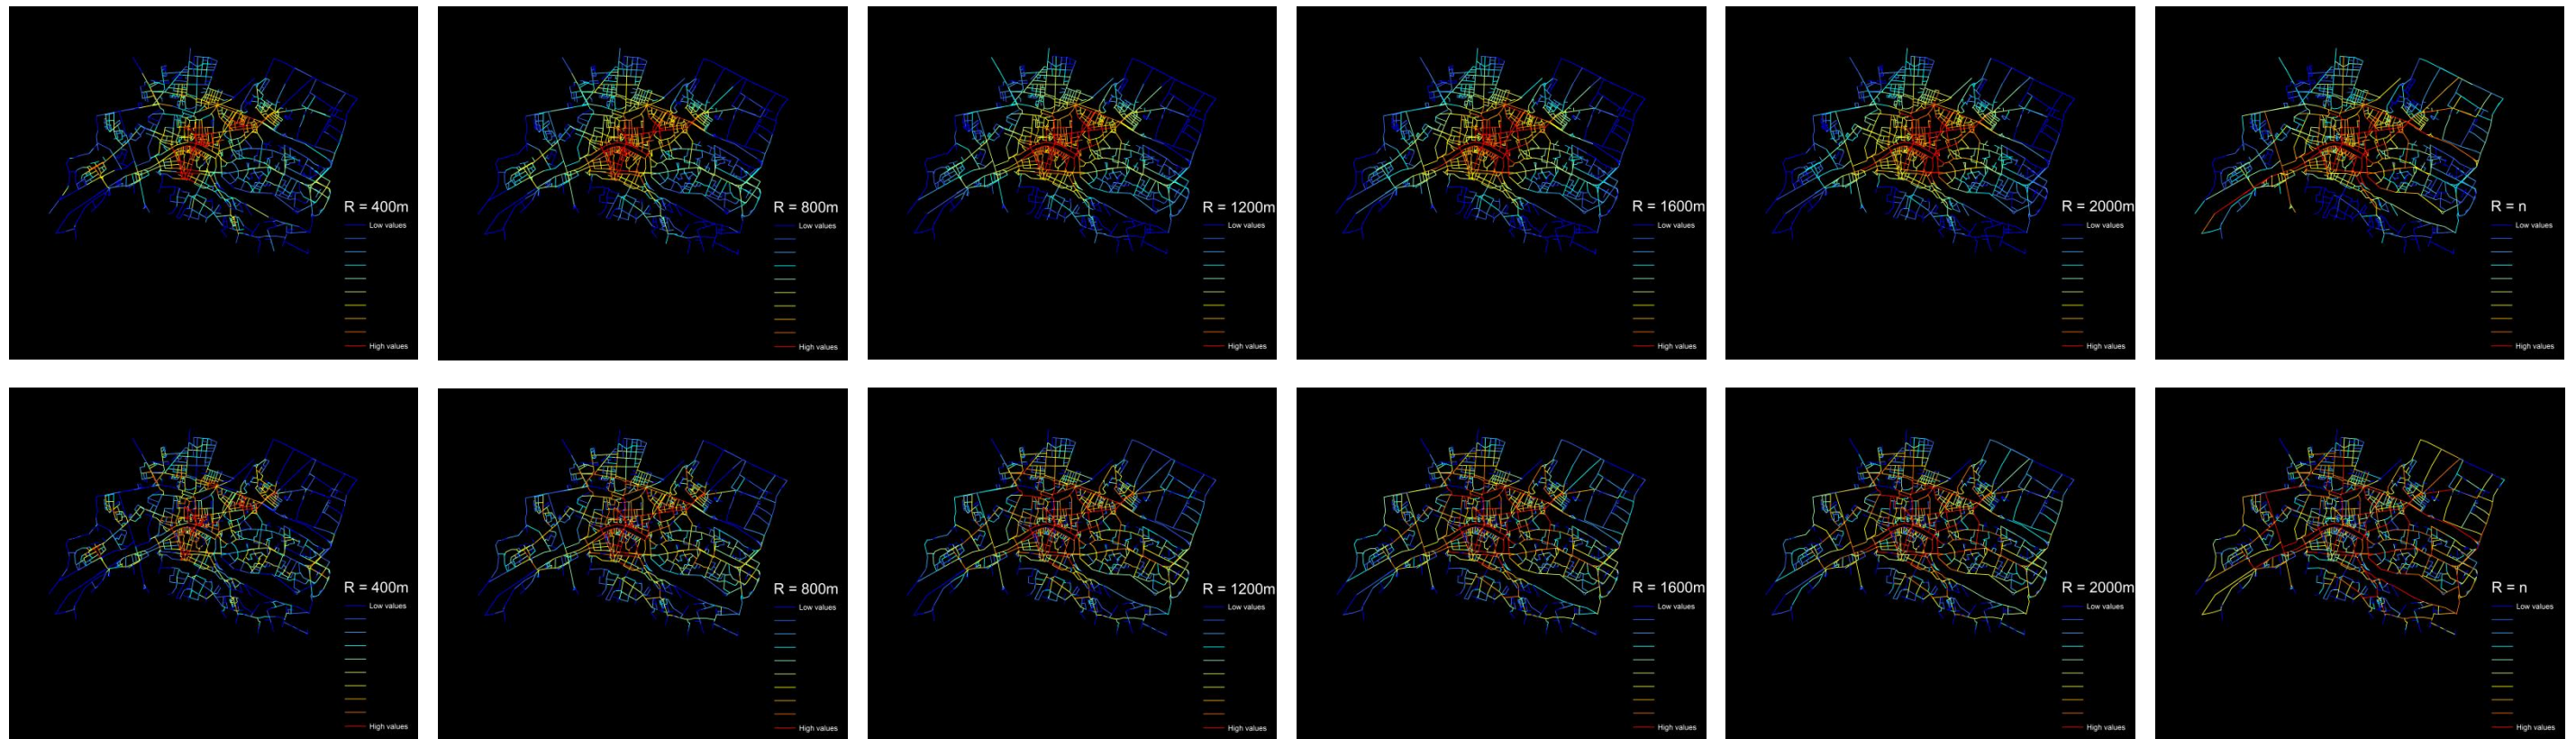 R = 400m
Low values
High values
R = 800m
Low values
High values
R = 1200m
Low values
High values
R = 1600m
Low values
High values
R = 2000m
Low values
High values
R = n
Low values
High values
R = 400m
Low values
High values
R = 800m
Low values
High values
R = 1200m
Low values
High values
R = 1600m
Low values
High values
R = 2000m
Low values
High values
R = n
Low values
High values